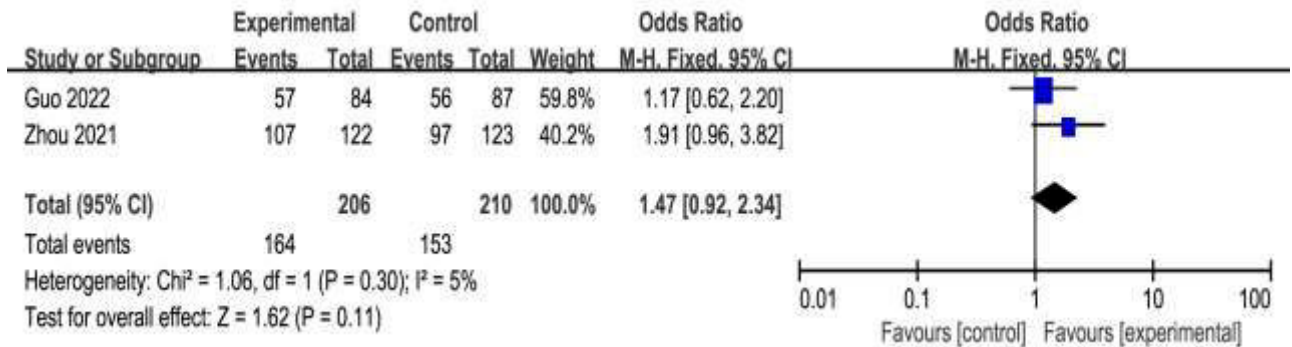 Experimental Control Odds Ratio Odds Ratio
Study or Subgroup Events Total Events Total Weight M-H. Fixed. 95% CI M-H. Fixed. 95% CI
Guo 2022 57 84 56 87 59.8% 1.17 [0.62, 2.20]
Zhou 2021 107 122 97 123 40.2% 1.91 [0.96, 3.82]
Total (95% CI) 206 210 100.0% 1.47 [0.92, 2.34]
Total events 164 153
Heterogeneity: Chi² = 1.06, df = 1 (P = 0.30); I² = 5%
Test for overall effect: Z = 1.62 (P = 0.11)
0.01 0.1 1 10 100
Favours [control] Favours [experimental]